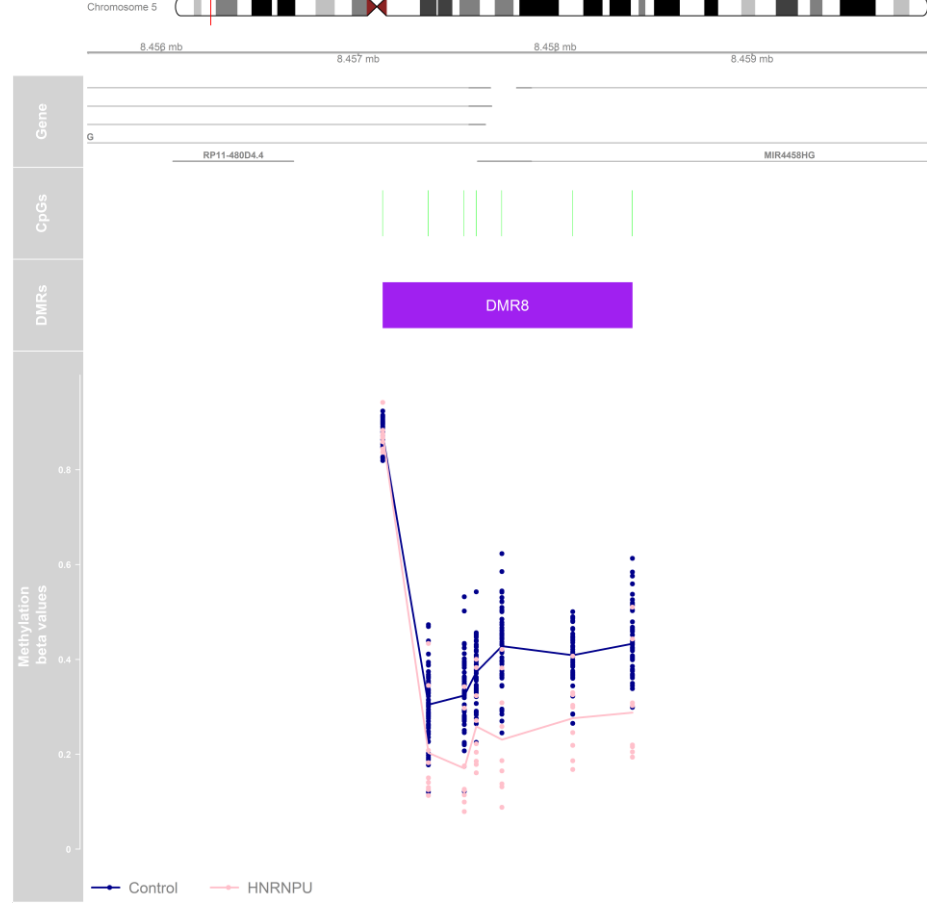 Chromosome 5
8.456 mb
8.457 mb
8.458 mb
8.459 mb
Gene
G
RP11-480D4.4
MIR4458HG
CpGs
DMRs
DMR8
Methylation
beta values
0.8
0.6
0.4
0.2
0
Control
HNRNPU